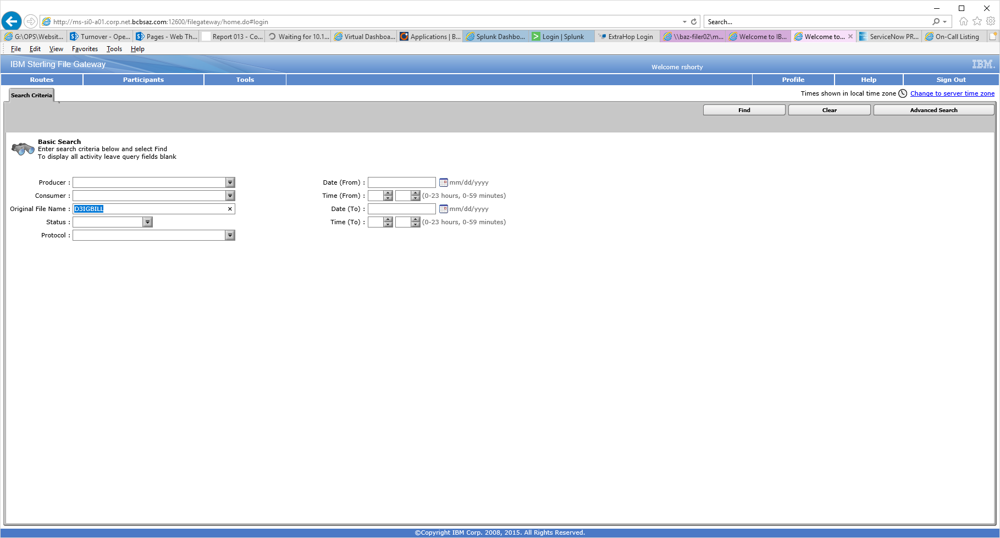 http://ms-si0-a01.corp.net.bcbsaz.com:12600/filegateway/home.do#login
Search...
G:\OPS\Websit...
Turnover - Ope...
Pages - Web Th...
Report 013 - Co...
Waiting for 10.1...
Virtual Dashboa...
Applications | B...
Splunk Dashbo...
Login | Splunk
ExtraHop Login
\\baz-filer02\m...
Welcome to IB...
Welcome to...
ServiceNow PR...
On-Call Listing
File Edit View Favorites Tools Help
IBM Sterling File Gateway
Welcome rshorty
IBM.
Routes Participants Tools Profile Help Sign Out
Search Criteria
Times shown in local time zone Change to server time zone
Find Clear Advanced Search
Basic Search
Enter search criteria below and select Find
To display all activity leave query fields blank
Producer :
Date (From) : mm/dd/yyyy
Consumer :
Time (From) : (0-23 hours, 0-59 minutes)
Original File Name : D3IGBILL
Date (To) : mm/dd/yyyy
Status :
Time (To) : (0-23 hours, 0-59 minutes)
Protocol :
©Copyright IBM Corp. 2008, 2015. All Rights Reserved.